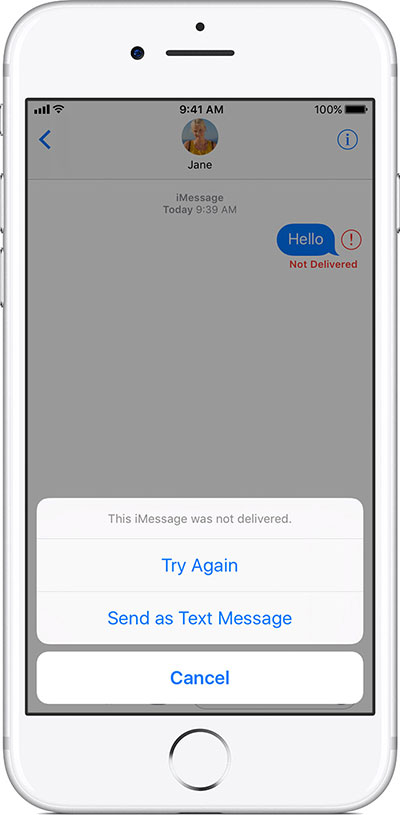 9:41 AM
100%
Jane
iMessage
Today 9:39 AM
Hello
!
Not Delivered
This iMessage was not delivered.
Try Again
Send as Text Message
Cancel